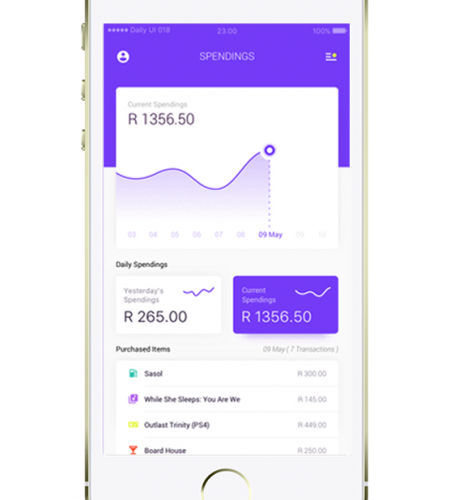 Daily UI 018 23:00 100%
SPENDINGS
Current Spendings
R 1356.50
03 04 05 06 07 08 09 May
Daily Spendings
Yesterday's
Spendings
R 265.00
Current
Spendings
R 1356.50
Purchased Items 09 May ( 7 Transactions )
Sasol R 300.00
While She Sleeps: You Are We R 145.00
Outlast Trinity (PS4) R 449.00
Board House R 250.00